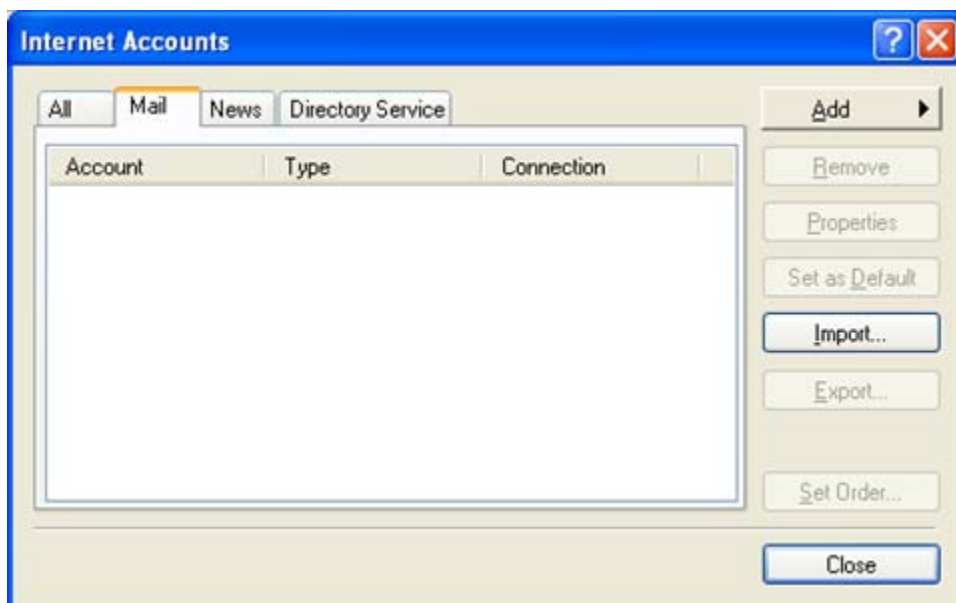 Internet Accounts
All Mail News Directory Service
Account Type Connection
Add
Remove
Properties
Set as Default
Import...
Export...
Set Order...
Close